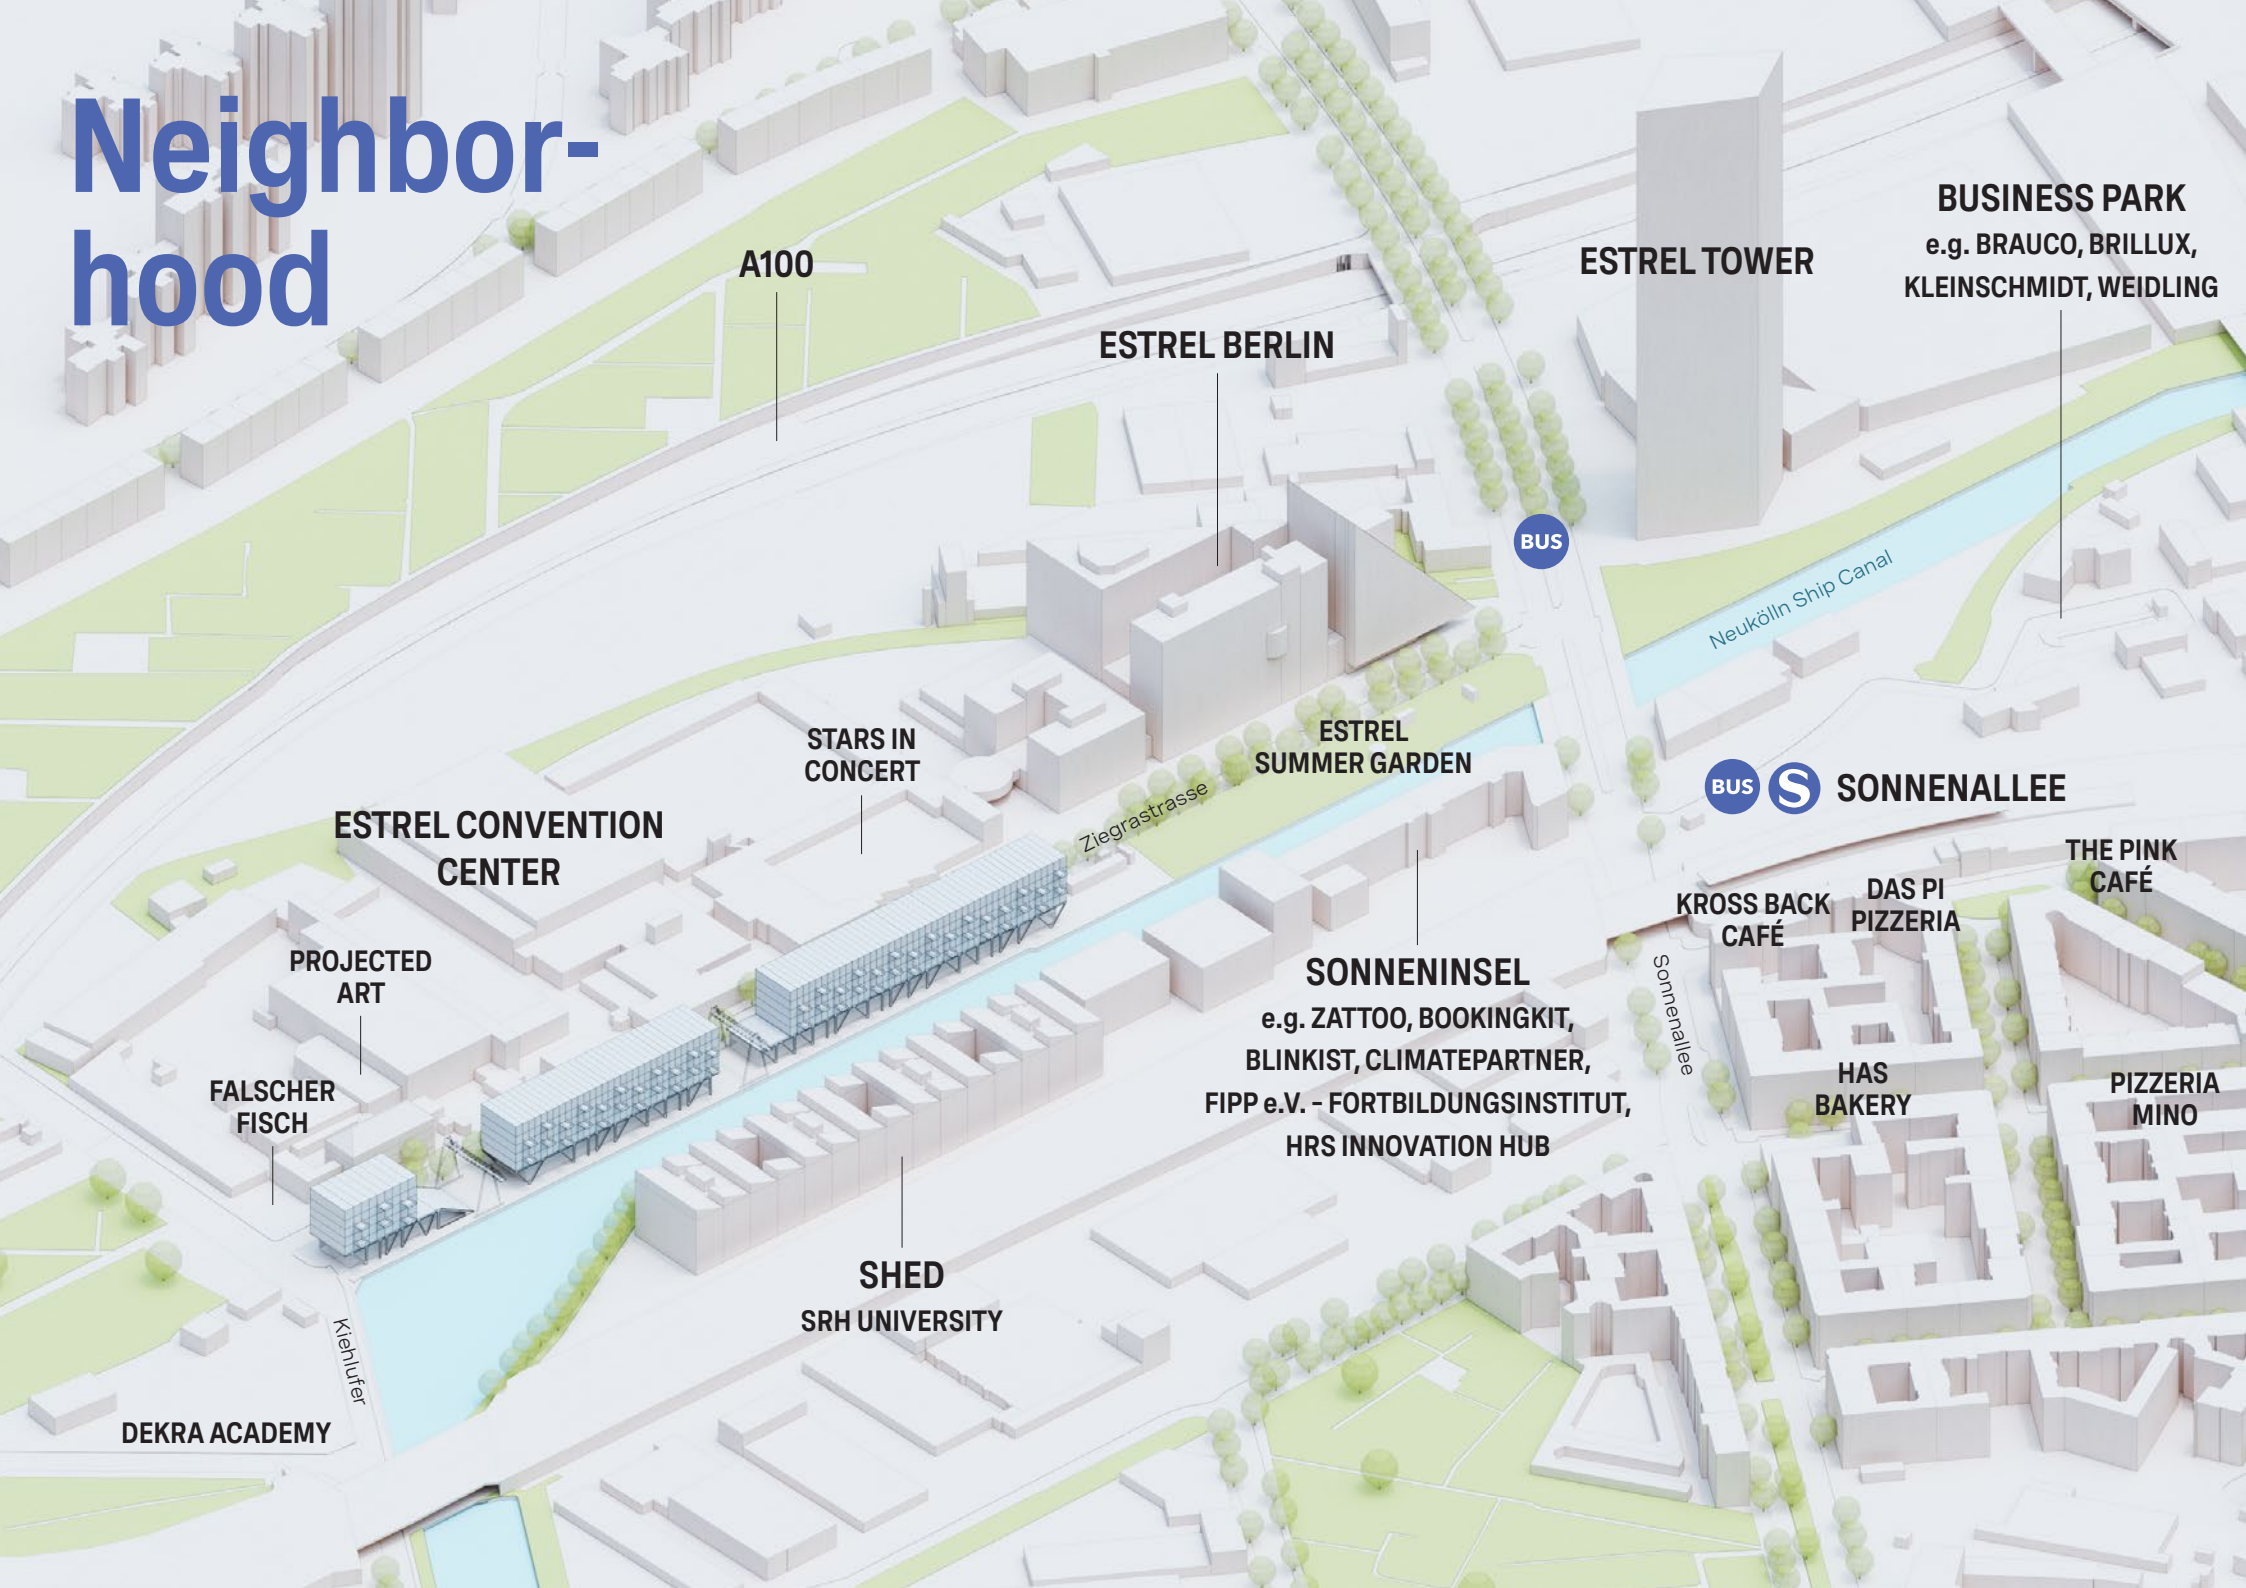 Neighbor-
hood
A100
ESTREL BERLIN
ESTREL TOWER
BUSINESS PARK
e.g. BRAUCO, BRILLUX,
KLEINSCHMIDT, WEIDLING
BUS
Neukölln Ship Canal
STARS IN
CONCERT
ESTREL
SUMMER GARDEN
Ziegrastrasse
BUS
S
SONNENALLEE
ESTREL CONVENTION
CENTER
THE PINK
CAFÉ
KROSS BACK
CAFÉ
DAS PI
PIZZERIA
PROJECTED
ART
SONNENINSEL
e.g. ZATTOO, BOOKINGKIT,
BLINKIST, CLIMATEPARTNER,
FIPP e.V. – FORTBILDUNGSINSTITUT,
HRS INNOVATION HUB
Sonnenallee
HAS
BAKERY
PIZZERIA
MINO
FALSCHER
FISCH
SHED
SRH UNIVERSITY
Kiehlufer
DEKRA ACADEMY